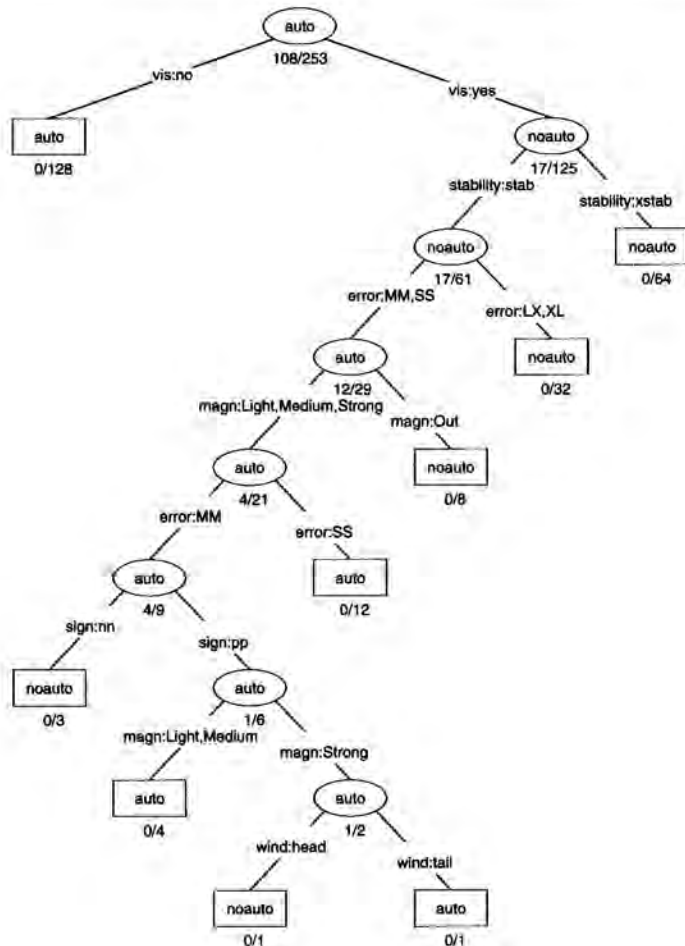 auto
108/253
vis:no
vis:yes
auto
noauto
0/128
17/125
stability:stab
stability:xstab
noauto
noauto
17/61
0/64
error:MM,SS
error:LX,XL
auto
noauto
12/29
0/32
magn:Light,Medium,Strong
magn:Out
auto
noauto
4/21
0/8
error:MM
error:SS
auto
auto
4/9
0/12
sign:nn
sign:pp
noauto
auto
0/3
1/6
magn:Light,Medium
magn:Strong
auto
auto
0/4
1/2
wind:head
wind:tail
noauto
auto
0/1
0/1